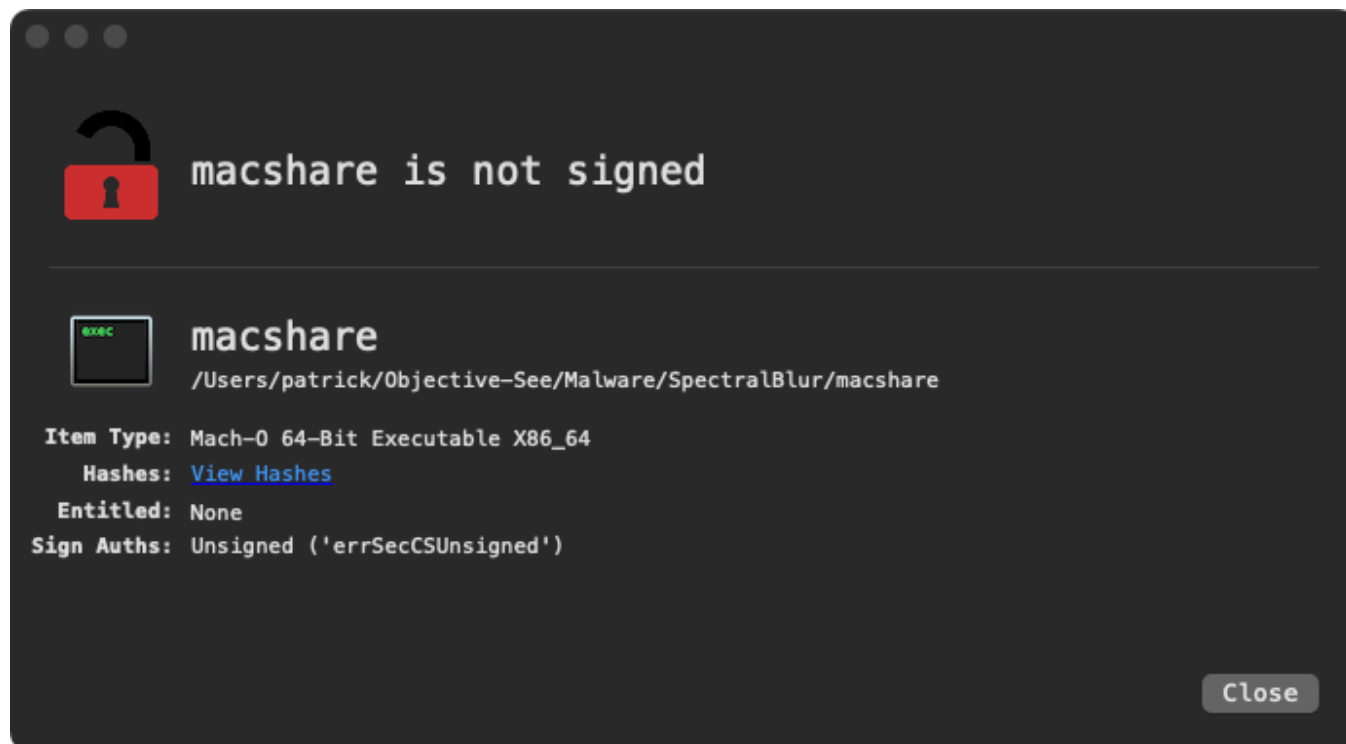 macshare is not signed
exec
macshare
/Users/patrick/Objective-See/Malware/SpectralBlur/macshare
Item Type: Mach-O 64-Bit Executable X86_64
Hashes: View Hashes
Entitled: None
Sign Auths: Unsigned ('errSecCSUnsigned')
Close